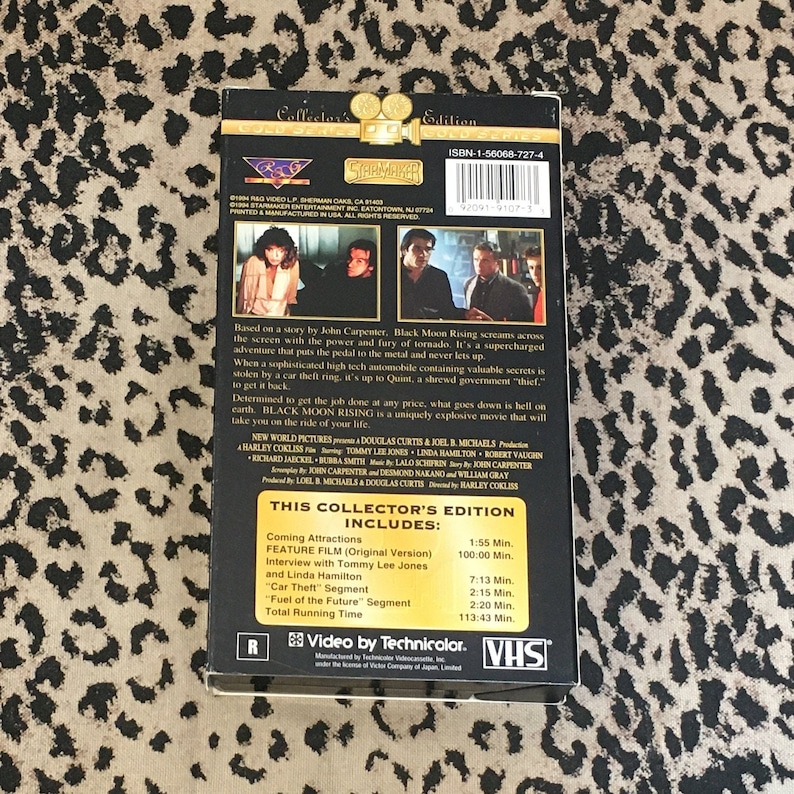 Collector's Edition
GOLD SERIES GOLD SERIES
ISBN-1-56068-727-4
R&G
VIDEO
STARMAKER
0 92091-9107-3 1
©1994 R&G VIDEO L.P. SHERMAN OAKS, CA 91403
©1994 STARMAKER ENTERTAINMENT INC. EATONTOWN, NJ 07724
PRINTED & MANUFACTURED IN USA. ALL RIGHTS RESERVED.
Based on a story by John Carpenter, Black Moon Rising screams across
the screen with the power and fury of tornado. It's a supercharged
adventure that puts the pedal to the metal and never lets up.
When a sophisticated high tech automobile containing valuable secrets is
stolen by a car theft ring, it's up to Quint, a shrewd government "thief,"
to get it back.
Determined to get the job done at any price, what goes down is hell on
earth. BLACK MOON RISING is a uniquely explosive movie that will
take you on the ride of your life.
NEW WORLD PICTURES presents A DOUGLAS CURTIS & JOEL B. MICHAELS Production
A HARLEY COKLISS Film Starring: TOMMY LEE JONES • LINDA HAMILTON • ROBERT VAUGHN
• RICHARD JAECKEL • BUBBA SMITH Music By: LALO SCHIFRIN Story By: JOHN CARPENTER
Screenplay By: JOHN CARPENTER and DESMOND NAKANO and WILLIAM GRAY
Produced By: LOEL B. MICHAELS & DOUGLAS CURTIS Directed by: HARLEY COKLISS
THIS COLLECTOR'S EDITION
INCLUDES:
Coming Attractions 1:55 Min.
FEATURE FILM (Original Version) 100:00 Min.
Interview with Tommy Lee Jones
and Linda Hamilton 7:13 Min.
"Car Theft" Segment 2:15 Min.
"Fuel of the Future" Segment 2:20 Min.
Total Running Time 113:43 Min.
R
Video by Technicolor®
VHS
Manufactured by Technicolor Videocassette, Inc.
under the license of Victor Company of Japan, Limited